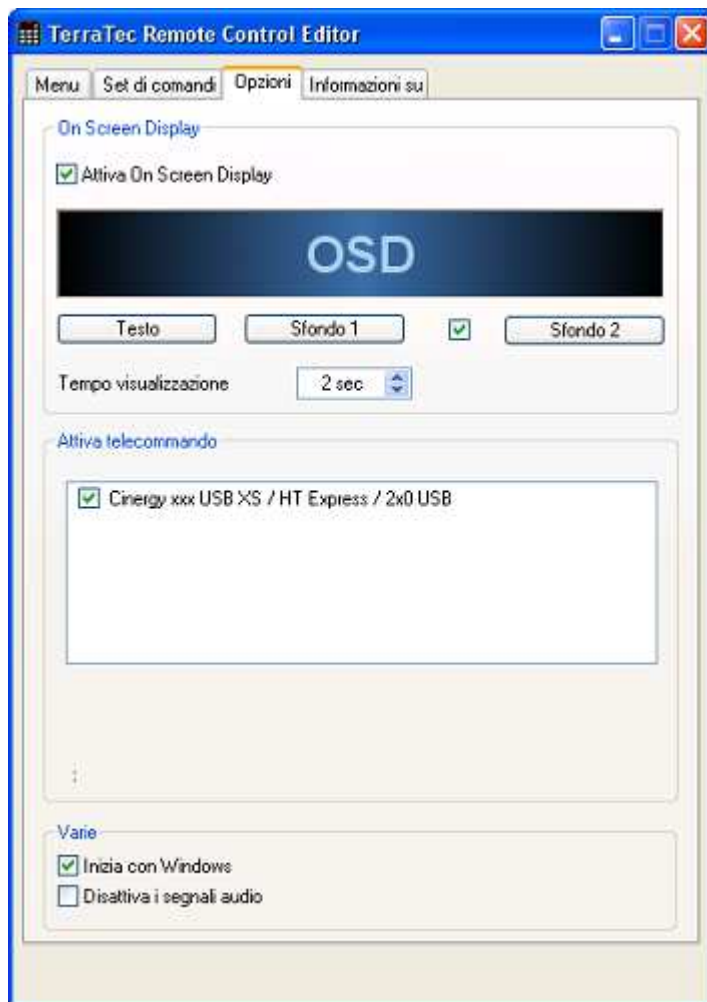 TerraTec Remote Control Editor
Menu Set di comandi Opzioni Informazioni su
On Screen Display
Attiva On Screen Display
OSD
Testo Sfondo 1 Sfondo 2
Tempo visualizzazione 2 sec
Attiva telecommando
Cinergy xxx USB XS / HT Express / 2x0 USB
:
Varie
Inizia con Windows
Disattiva i segnali audio